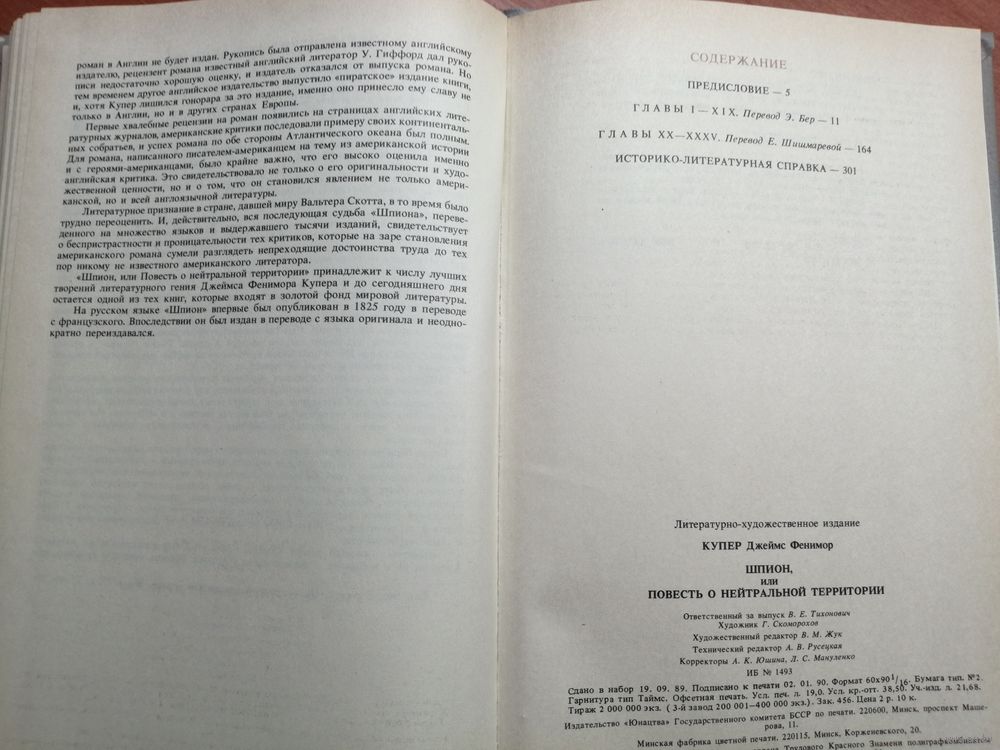 роман в Англии не будет издан. Рукопись была отправлена известному английскому
издателю, рецензент романа известный английский литератор У. Гиффорд дал руко-
писи недостаточно хорошую оценку, и издатель отказался от выпуска романа. Но
тем временем другое английское издательство выпустило «пиратское» издание книги,
и, хотя Купер лишился гонорара за это издание, именно оно принесло ему славу не
только в Англии, но и в других странах Европы.
Первые хвалебные рецензии на роман появились на страницах английских лите-
ратурных журналов, американские критики последовали примеру своих континенталь-
ных собратьев, и успех романа по обе стороны Атлантического океана был полным.
Для романа, написанного писателем-американцем на тему из американской истории
и с героями-американцами, было крайне важно, что его высоко оценила именно
английская критика. Это свидетельствовало не только о его оригинальности и худо-
жественной ценности, но и о том, что он становился явлением не только амери-
канской, но и всей англоязычной литературы.
Литературное признание в стране, давшей миру Вальтера Скотта, в то время было
трудно переоценить. И, действительно, вся последующая судьба «Шпиона», переве-
денного на множество языков и выдержавшего тысячи изданий, свидетельствует
о беспристрастности и проницательности тех критиков, которые на заре становления
американского романа сумели разглядеть непреходящие достоинства труда до тех
пор никому не известного американского литератора.
«Шпион, или Повесть о нейтральной территории» принадлежит к числу лучших
творений литературного гения Джеймса Фенимора Купера и до сегодняшнего дня
остается одной из тех книг, которые входят в золотой фонд мировой литературы.
На русском языке «Шпион» впервые был опубликован в 1825 году в переводе
с французского. Впоследствии он был издан в переводе с языка оригинала и неодно-
кратно переиздавался.
СОДЕРЖАНИЕ
ПРЕДИСЛОВИЕ — 5
ГЛАВЫ I—XIX. Перевод Э. Бер — 11
ГЛАВЫ XX—XXXV. Перевод Е. Шишмаревой — 164
ИСТОРИКО-ЛИТЕРАТУРНАЯ СПРАВКА — 301
Литературно-художественное издание
КУПЕР Джеймс Фенимор
ШПИОН,
или
ПОВЕСТЬ О НЕЙТРАЛЬНОЙ ТЕРРИТОРИИ
Ответственный за выпуск В. Е. Тихонович
Художник Г. Скоморохов
Художественный редактор В. М. Жук
Технический редактор А. В. Русецкая
Корректоры А. К. Юшина, Л. С. Мануленко
ИБ № 1493
Сдано в набор 19. 09. 89. Подписано к печати 02. 01. 90. Формат 60х90 1/16. Бумага тип. №2.
Гарнитура тип Таймс. Офсетная печать. Усл. печ. л. 19,0. Усл. кр.-отт. 38,50. Уч.-изд. л. 21,68.
Тираж 2 000 000 экз. ( 3-й завод 200 001—400 000 экз.). Зак. 456. Цена 2 р. 10 к.
Издательство «Юнацтва» Государственного комитета БССР по печати. 220600, Минск, проспект Маше-
рова, 11.
Минская фабрика цветной печати. 220115, Минск, Корженевского, 20.
Трудового Красного Знамени полиграфкомбината